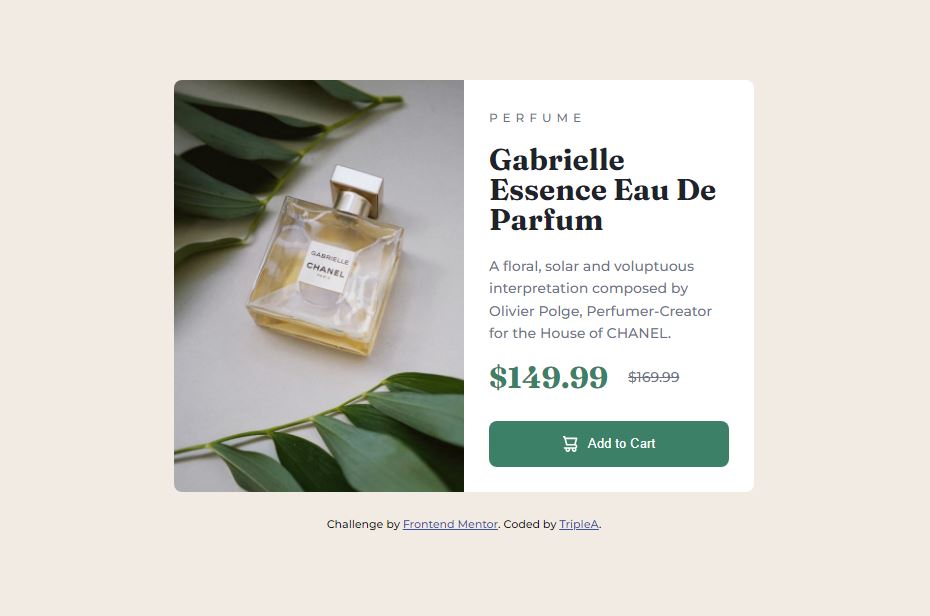 GABRIELLE
CHANEL
PARIS
PERFUME
Gabrielle
Essence Eau De
Parfum
A floral, solar and voluptuous
interpretation composed by
Olivier Polge, Perfumer-Creator
for the House of CHANEL.
$149.99 $169.99
Add to Cart
Challenge by Frontend Mentor. Coded by TripleA.